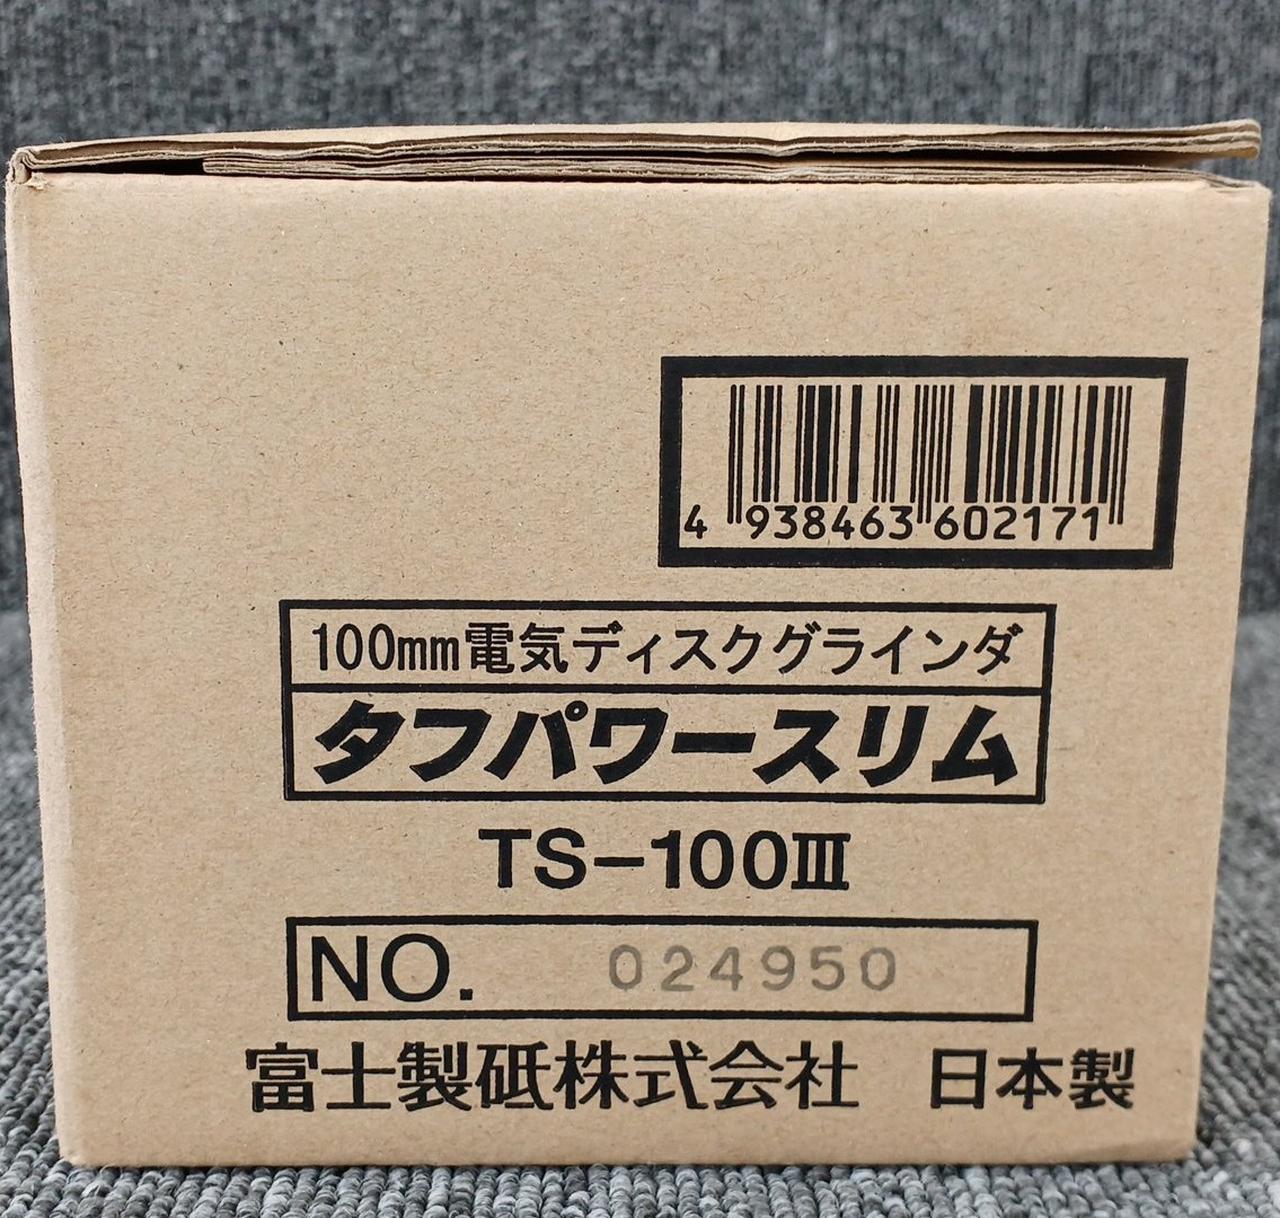 4 938463 602171
100mm電気ディスクグラインダ
タフパワースリム
TS-100Ⅲ
NO. 024950
富士製砥株式会社 日本製